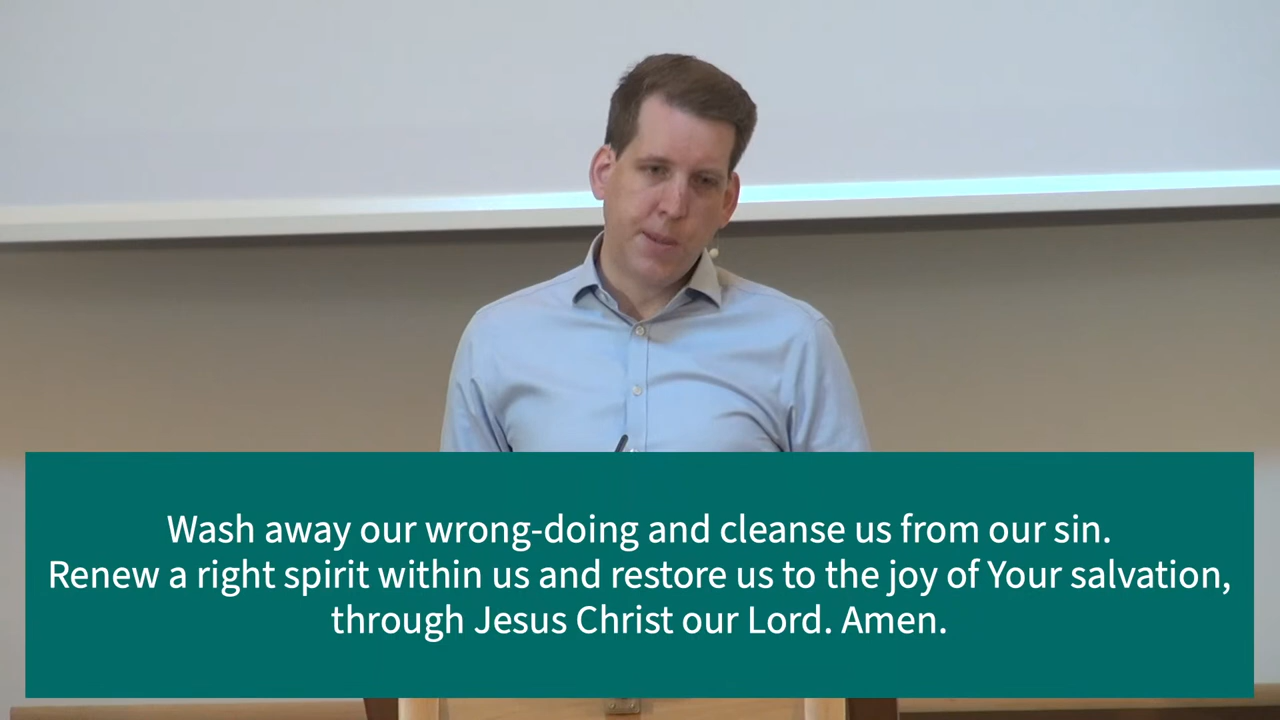 Wash away our wrong-doing and cleanse us from our sin.
Renew a right spirit within us and restore us to the joy of Your salvation,
through Jesus Christ our Lord. Amen.